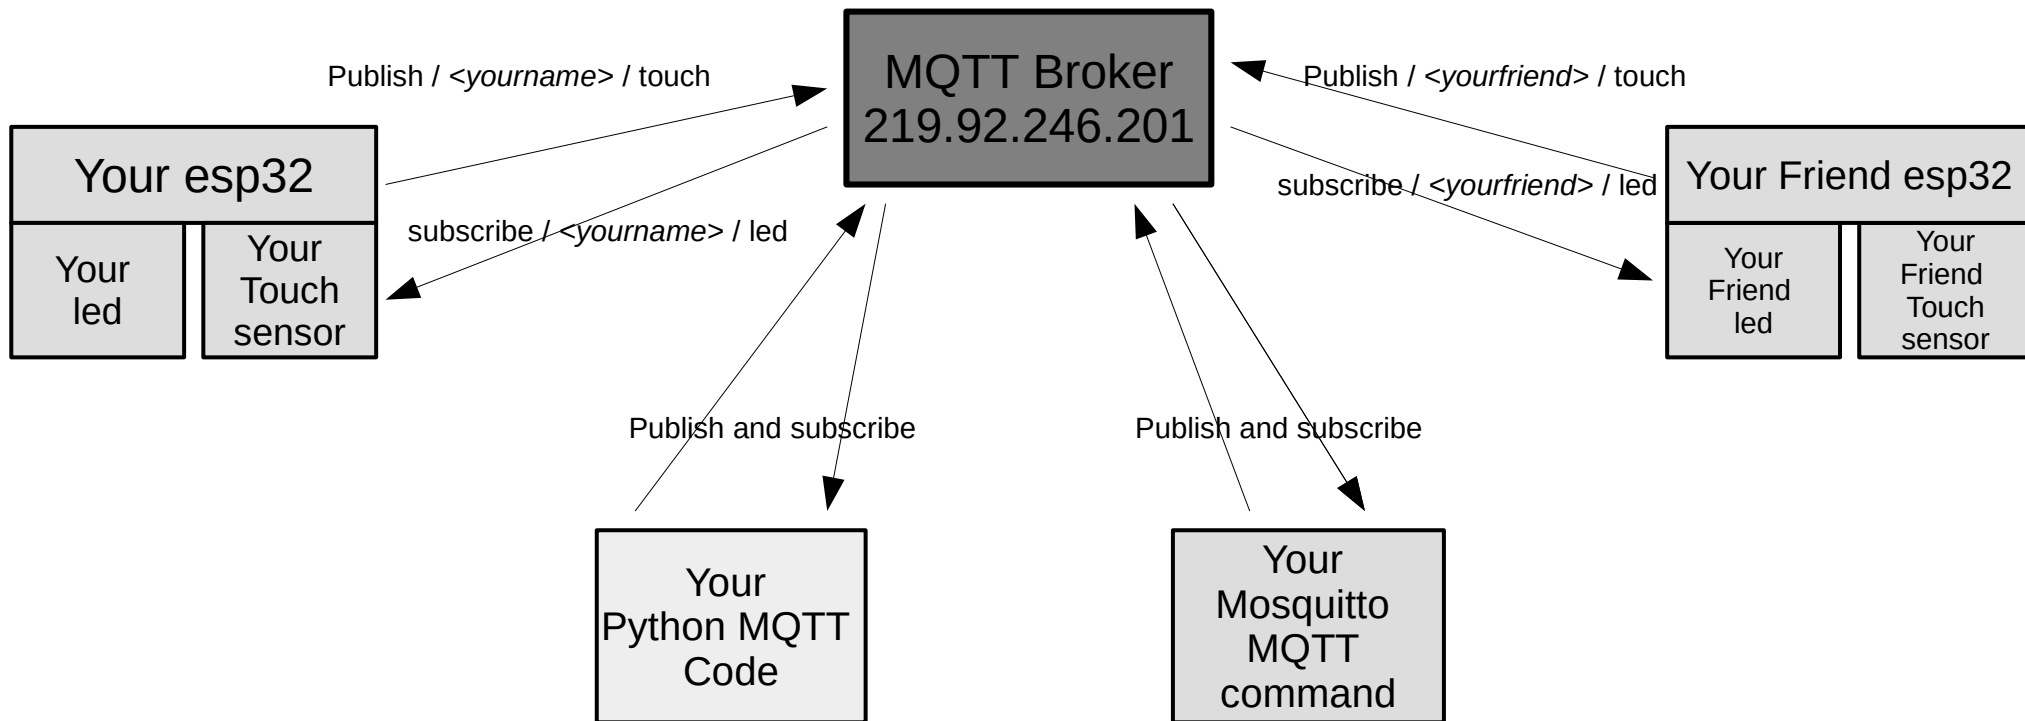 MQTT Broker
219.92.246.201
Publish / <yourname> / touch
Publish / <yourfriend> / touch
Your esp32
Your
led
Your
Touch
sensor
subscribe / <yourname> / led
subscribe / <yourfriend> / led
Your Friend esp32
Your
Friend
led
Your
Friend
Touch
sensor
Publish and subscribe
Publish and subscribe
Your
Python MQTT
Code
Your
Mosquitto
MQTT
command